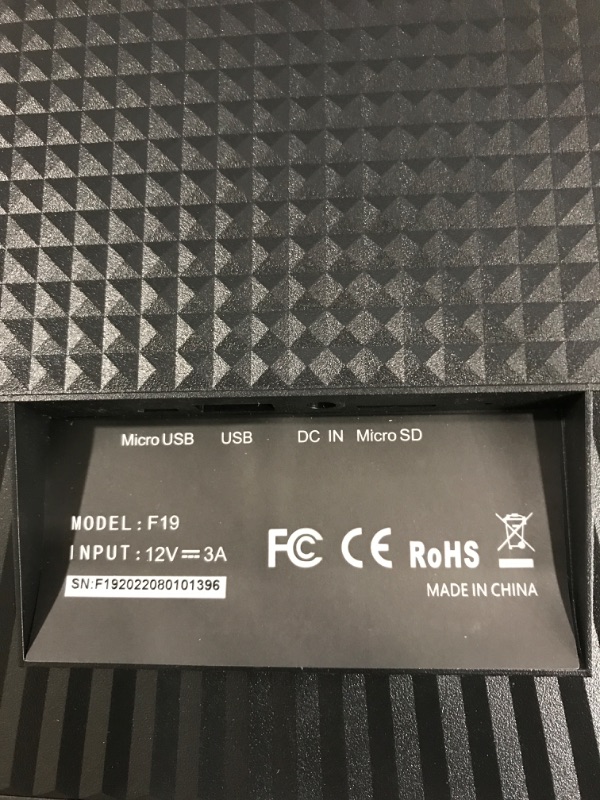 Micro USB USB DC IN Micro SD
MODEL: F19
INPUT: 12V⎓3A
SN:F192022080101396
FC CE RoHS
MADE IN CHINA